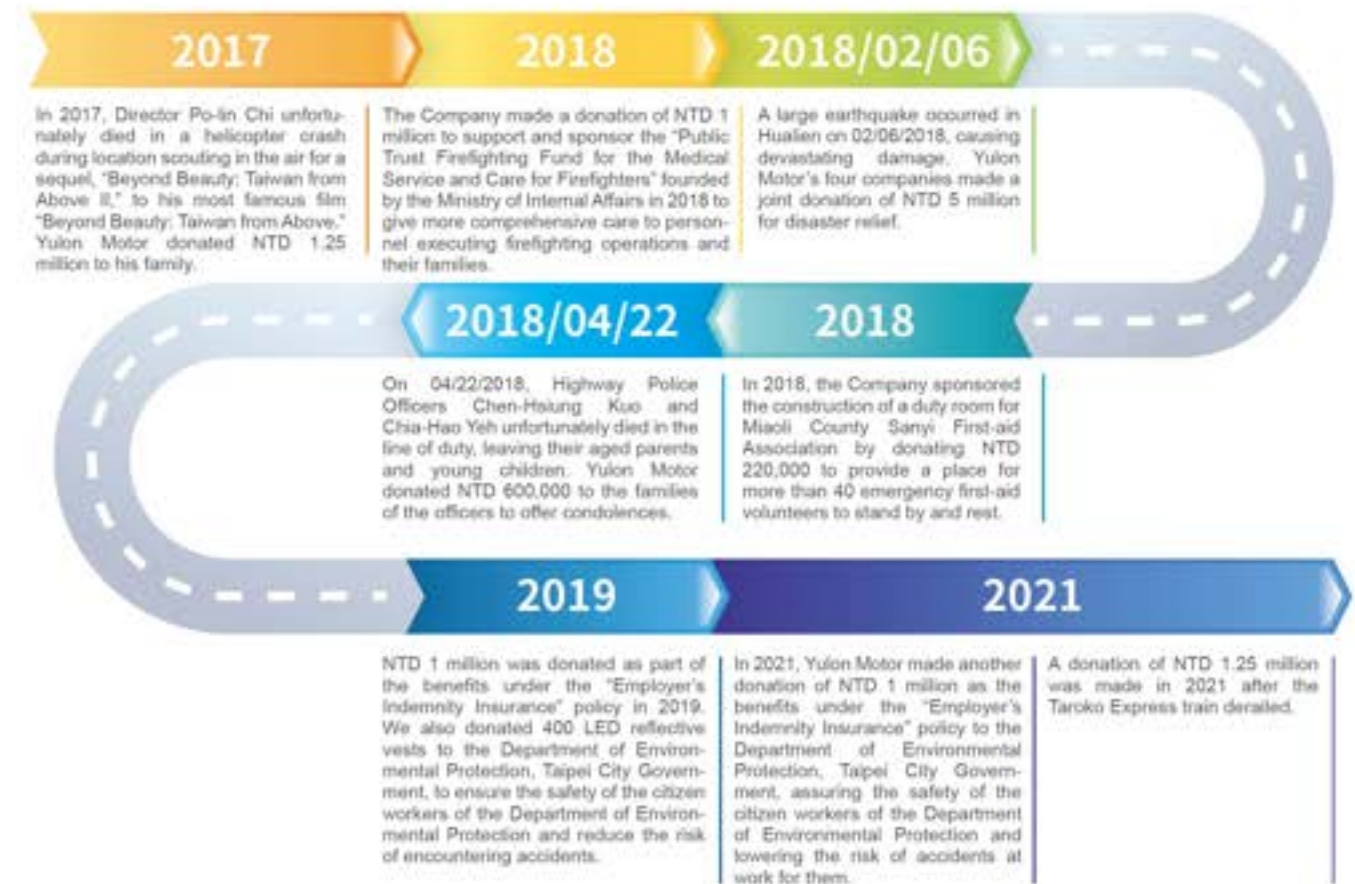 2017
In 2017, Director Po-lin Chi unfortu-
nately died in a helicopter crash
during location scouting in the air for a
sequel, "Beyond Beauty: Taiwan from
Above II," to his most famous film
"Beyond Beauty: Taiwan from Above."
Yulon Motor donated NTD 1.25
million to his family.
2018
The Company made a donation of NTD 1
million to support and sponsor the "Public
Trust Firefighting Fund for the Medical
Service and Care for Firefighters" founded
by the Ministry of Internal Affairs in 2018 to
give more comprehensive care to person-
nel executing firefighting operations and
their families.
2018/02/06
A large earthquake occurred in
Hualien on 02/06/2018, causing
devastating damage. Yulon
Motor's four companies made a
joint donation of NTD 5 million
for disaster relief.
2018
In 2018, the Company sponsored
the construction of a duty room for
Miaoli County Sanyi First-aid
Association by donating NTD
220,000 to provide a place for
more than 40 emergency first-aid
volunteers to stand by and rest.
2018/04/22
On 04/22/2018, Highway Police
Officers Chen-Hsiung Kuo and
Chia-Hao Yeh unfortunately died in the
line of duty, leaving their aged parents
and young children. Yulon Motor
donated NTD 600,000 to the families
of the officers to offer condolences.
2019
NTD 1 million was donated as part of
the benefits under the "Employer's
Indemnity Insurance" policy in 2019.
We also donated 400 LED reflective
vests to the Department of Environ-
mental Protection, Taipei City Govern-
ment, to ensure the safety of the citizen
workers of the Department of Environ-
mental Protection and reduce the risk
of encountering accidents.
2021
In 2021, Yulon Motor made another
donation of NTD 1 million as the
benefits under the "Employer's
Indemnity Insurance" policy to the
Department of Environmental
Protection, Taipei City Govern-
ment, assuring the safety of the
citizen workers of the Department
of Environmental Protection and
lowering the risk of accidents at
work for them.
A donation of NTD 1.25 million
was made in 2021 after the
Taroko Express train derailed.